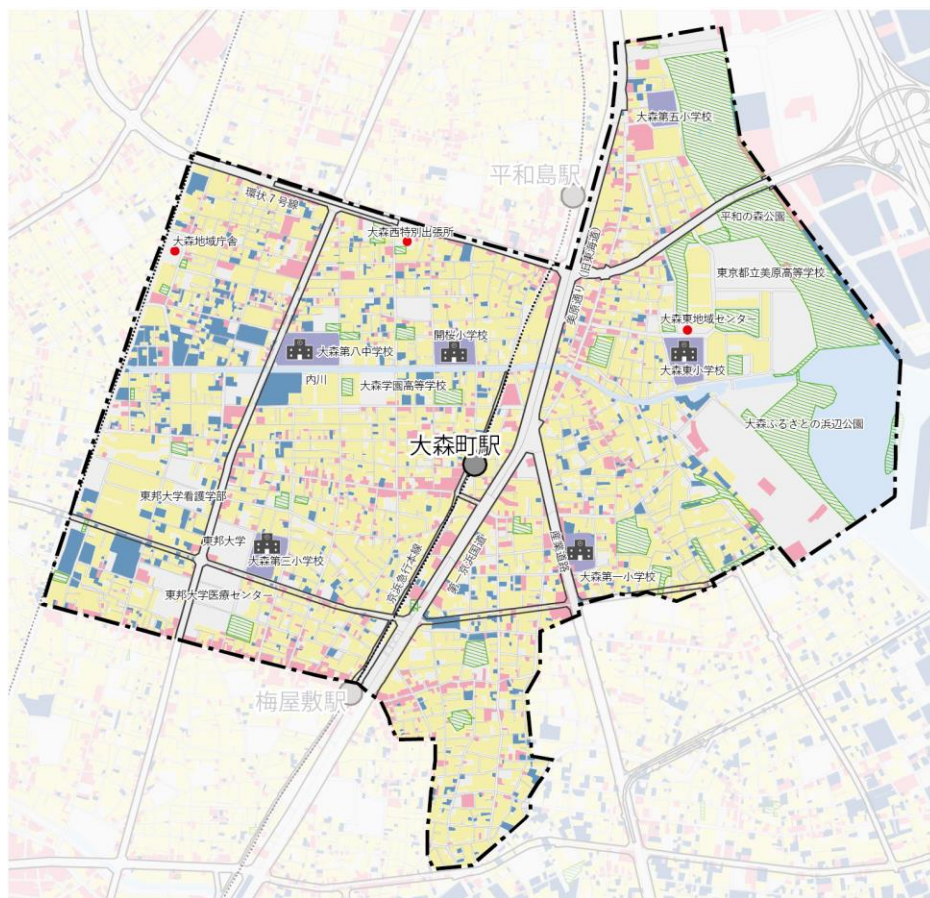 大森第五小学校
平和島駅
環状7号線
平和の森公園
大森西特別出張所
大森地域庁舎
美原通り(旧東海道)
東京都立美原高等学校
大森東地域センター
開桜小学校
大森第八中学校
大森東小学校
内川
大森学園高等学校
大森ふるさとの浜辺公園
大森町駅
東邦大学看護学部
東邦大学
第一京浜国道
産業道路
大森第三小学校
大森第一小学校
京浜急行本線
東邦大学医療センター
梅屋敷駅